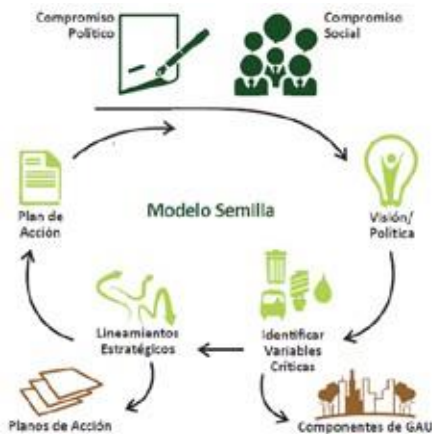 Compromiso
Político
Compromiso
Social
Plan de
Acción
Modelo Semilla
Visión/
Política
Lineamientos
Estratégicos
Identificar
Variables
Críticas
Planos de Acción
Componentes de GAU